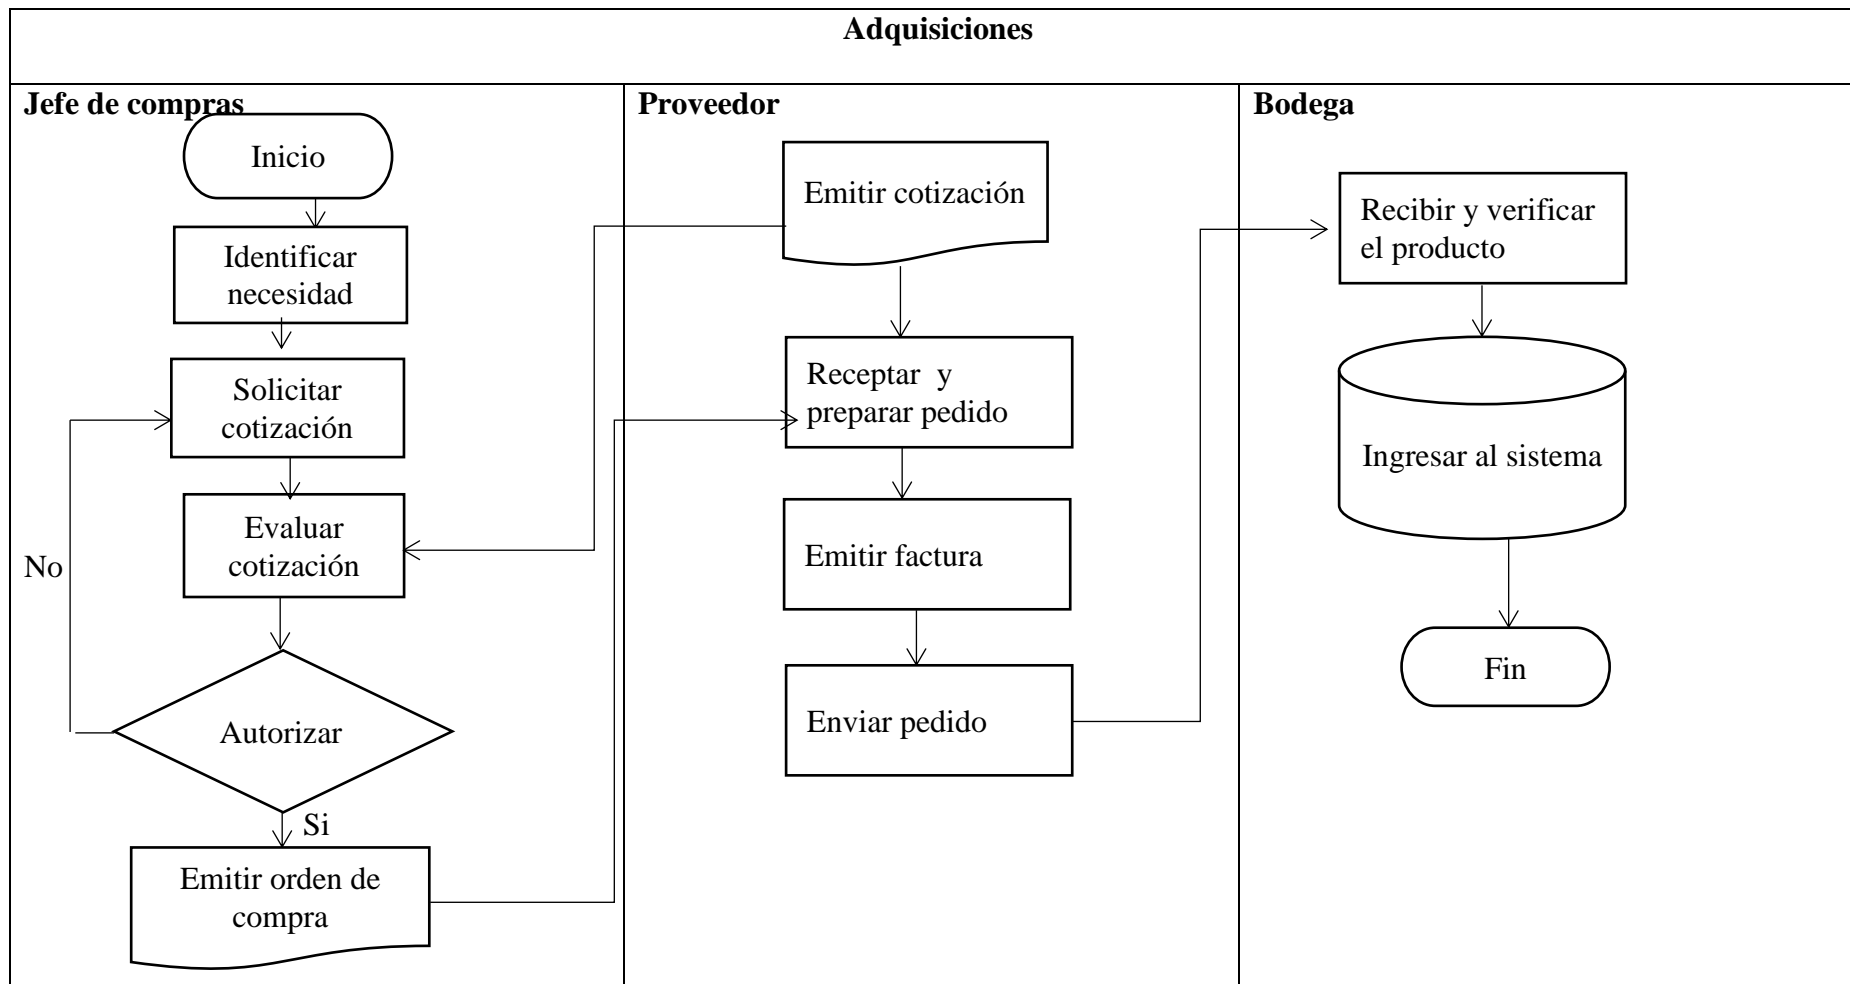 Adquisiciones
Jefe de compras
Inicio
Identificar
necesidad
Solicitar
cotización
Evaluar
cotización
No
Autorizar
Si
Emitir orden de
compra
Proveedor
Emitir cotización
Receptar  y
preparar pedido
Emitir factura
Enviar pedido
Bodega
Recibir y verificar
el producto
Ingresar al sistema
Fin